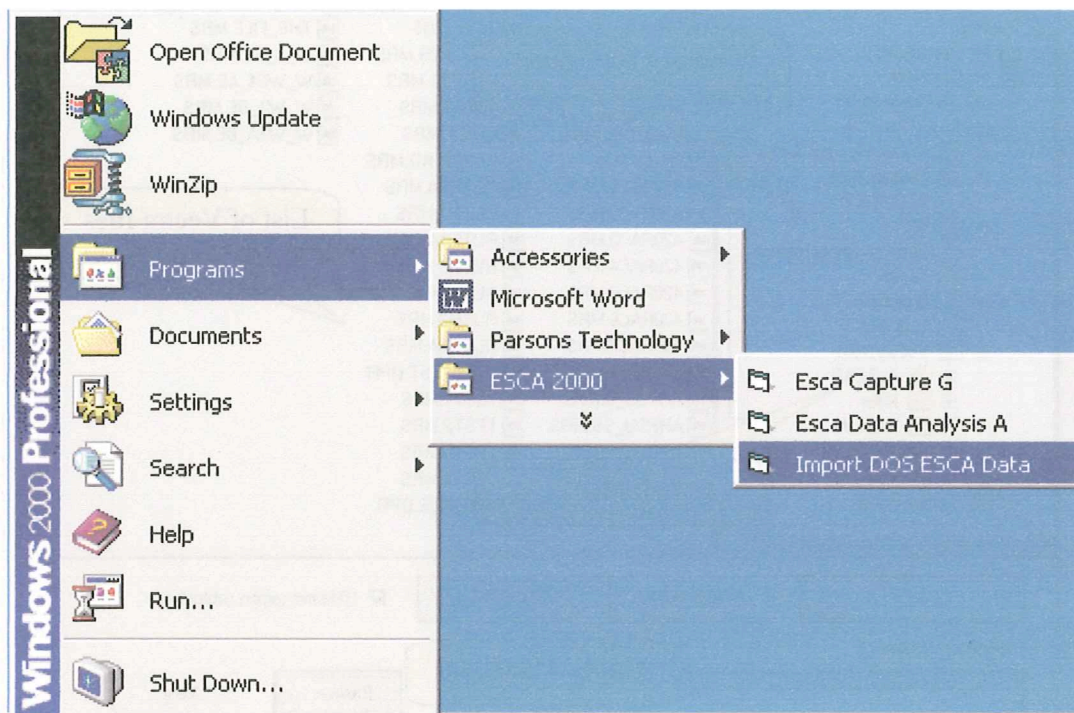 Windows 2000 Professional
Open Office Document
Windows Update
WinZip
Programs
Documents
Settings
Search
Help
Run...
Shut Down...
Accessories
Microsoft Word
Parsons Technology
ESCA 2000
Esca Capture G
Esca Data Analysis A
Import DOS ESCA Data